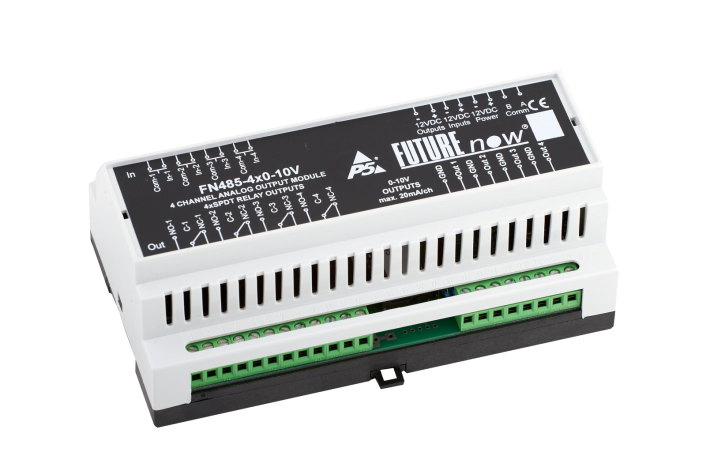 In
Com-1
In-1
Com-2
In-2
Com-3
In-3
Com-4
In-4
FN485-4x0-10V
4 CHANNEL ANALOG OUTPUT MODULE
4xSPDT RELAY OUTPUTS
Out
NO-1
C-1
NC-1
NO-2
C-2
NC-2
C-3
NO-3
NC-3
C-4
NO-4
NC-4
P5
12VDC 12VDC 12VDC B A
Outputs Inputs Power Comm
CE
FUTURE now®
0-10V
OUTPUTS
max. 20mA/ch
GND
Out 1
GND
Out 2
GND
Out 3
GND
Out 4